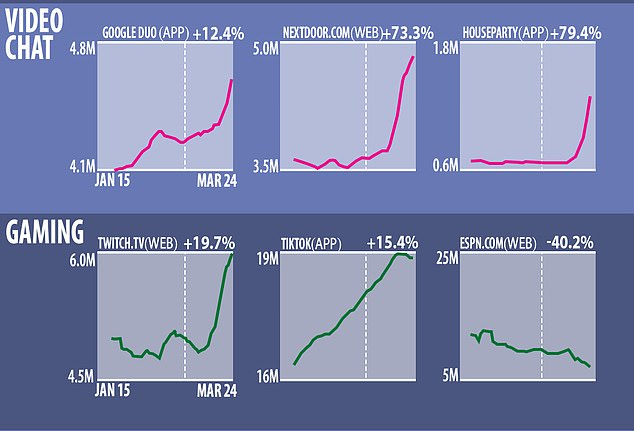 VIDEO
CHAT
GOOGLE DUO (APP) +12.4%
4.8M
4.1M
JAN 15
MAR 24
NEXTDOOR.COM(WEB)+73.3%
5.0M
3.5M
HOUSEPARTY(APP) +79.4%
1.8M
0.6M
GAMING
TWITCH.TV(WEB) +19.7%
6.0M
4.5M
JAN 15
MAR 24
TIKTOK(APP) +15.4%
19M
16M
ESPN.COM(WEB) -40.2%
25M
5M